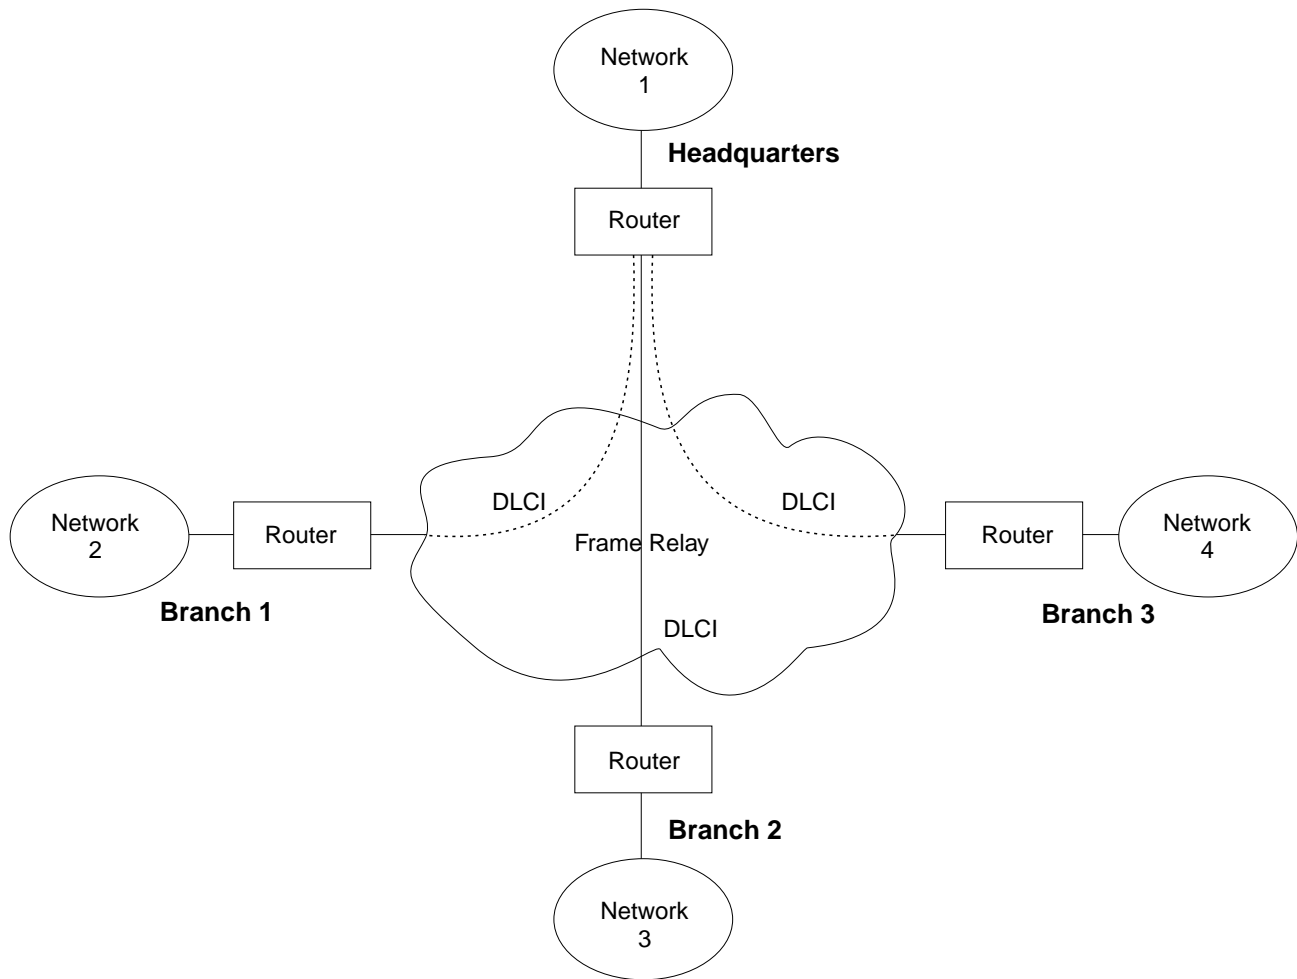 Network
1
Headquarters
Router
DLCI
DLCI
Network
2
Router
Frame Relay
Router
Network
4
Branch 1
Branch 3
DLCI
Router
Branch 2
Network
3